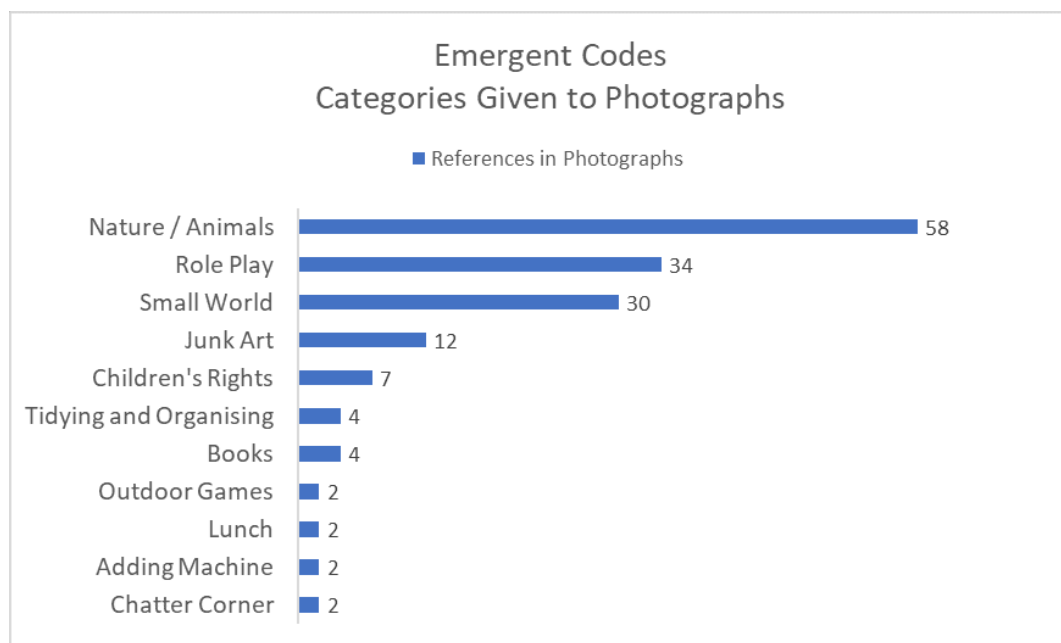 Emergent Codes
Categories Given to Photographs
References in Photographs
Nature / Animals 58
Role Play 34
Small World 30
Junk Art 12
Children's Rights 7
Tidying and Organising 4
Books 4
Outdoor Games 2
Lunch 2
Adding Machine 2
Chatter Corner 2